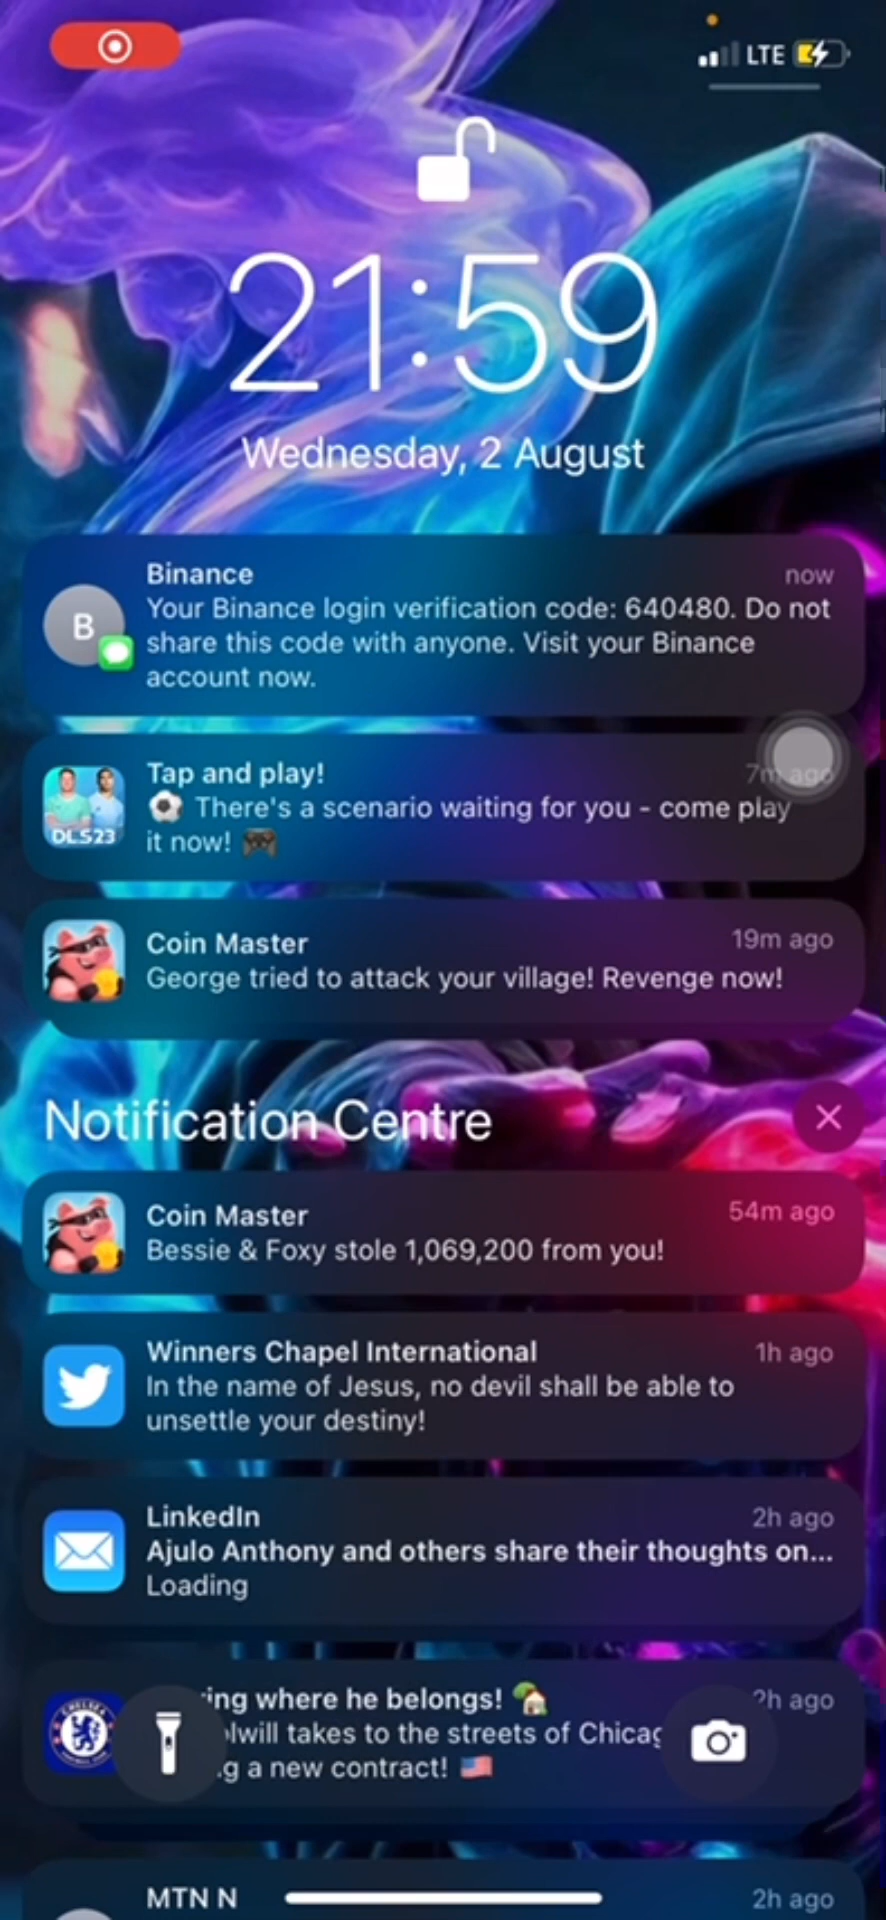 LTE
21:59
Wednesday, 2 August
Binance now
Your Binance login verification code: 640480. Do not
share this code with anyone. Visit your Binance
account now.
B
Tap and play! 7m ago
There's a scenario waiting for you - come play
it now!
DLS23
Coin Master 19m ago
George tried to attack your village! Revenge now!
Notification Centre
Coin Master 54m ago
Bessie & Foxy stole 1,069,200 from you!
Winners Chapel International 1h ago
In the name of Jesus, no devil shall be able to
unsettle your destiny!
LinkedIn 2h ago
Ajulo Anthony and others share their thoughts on...
Loading
where he belongs! 2h ago
takes to the streets of
a new contract!
CHELSEA
MTN N 2h ago